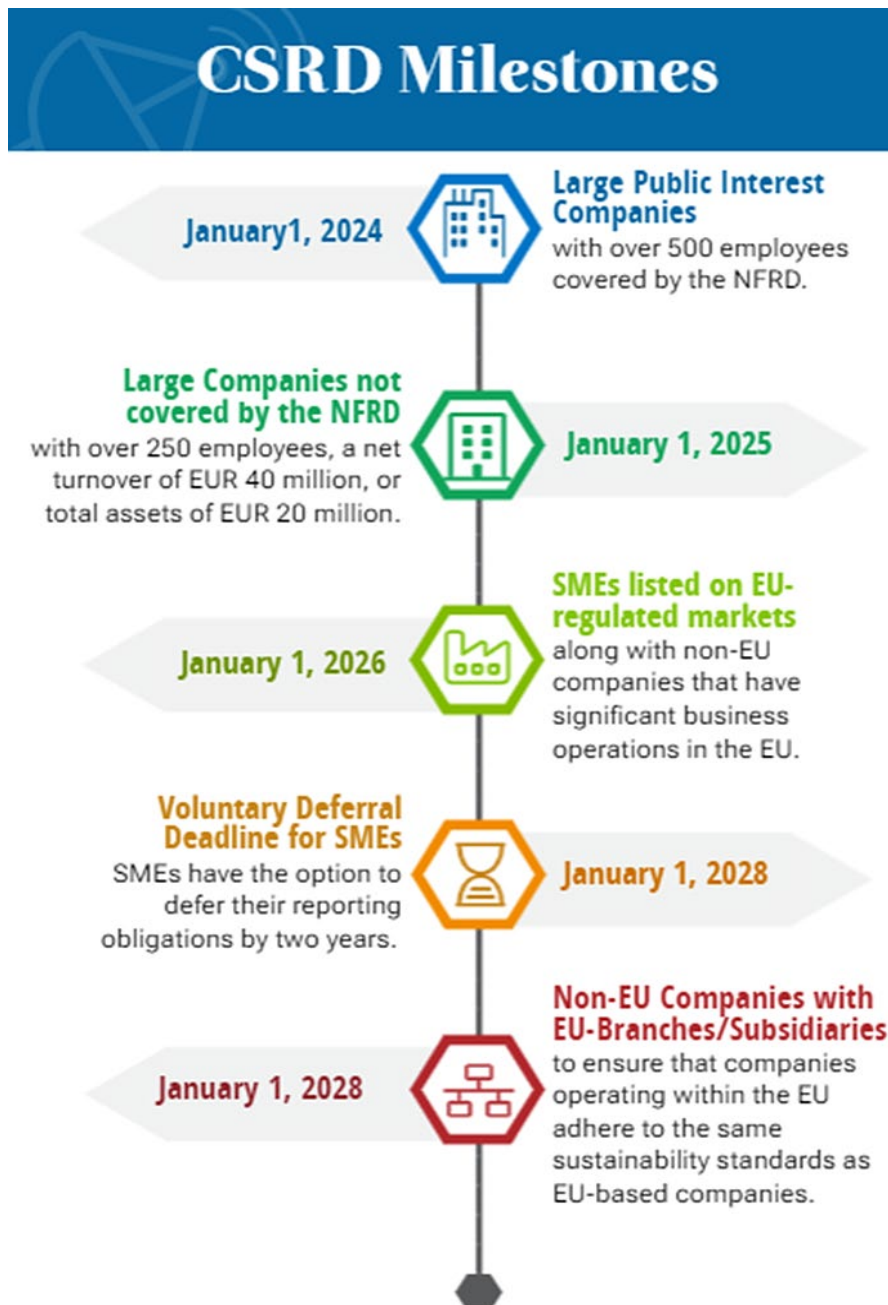 CSRD Milestones
January1, 2024
Large Public Interest
Companies
with over 500 employees
covered by the NFRD.
Large Companies not
covered by the NFRD
with over 250 employees, a net
turnover of EUR 40 million, or
total assets of EUR 20 million.
January 1, 2025
January 1, 2026
SMEs listed on EU-
regulated markets
along with non-EU
companies that have
significant business
operations in the EU.
Voluntary Deferral
Deadline for SMEs
SMEs have the option to
defer their reporting
obligations by two years.
January 1, 2028
January 1, 2028
Non-EU Companies with
EU-Branches/Subsidiaries
to ensure that companies
operating within the EU
adhere to the same
sustainability standards as
EU-based companies.